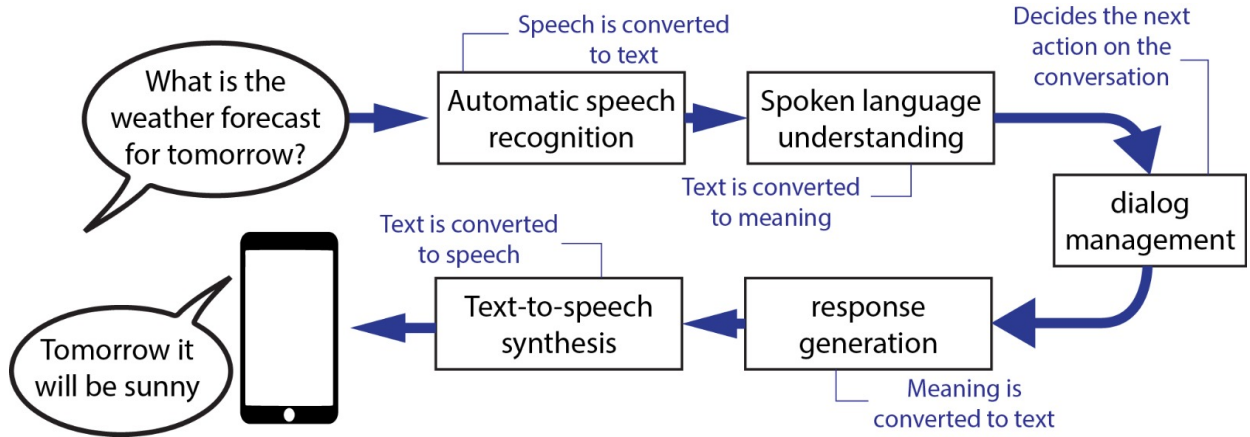 What is the
weather forecast
for tomorrow?
Speech is converted
to text
Automatic speech
recognition
Spoken language
understanding
Text is converted
to meaning
Decides the next
action on the
conversation
dialog
management
response
generation
Meaning is
converted to text
Text is converted
to speech
Text-to-speech
synthesis
Tomorrow it
will be sunny